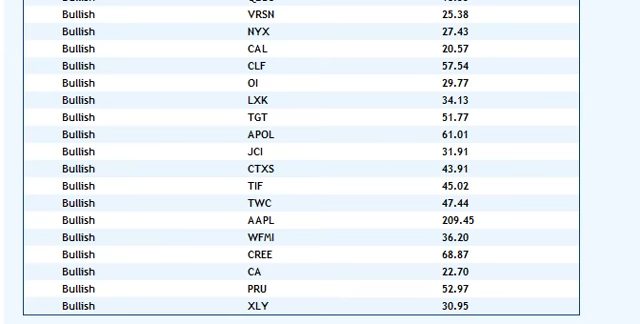 Bullish VRSN 25.38
Bullish NYX 27.43
Bullish CAL 20.57
Bullish CLF 57.54
Bullish OI 29.77
Bullish LXK 34.13
Bullish TGT 51.77
Bullish APOL 61.01
Bullish JCI 31.91
Bullish CTXS 43.91
Bullish TIF 45.02
Bullish TWC 47.44
Bullish AAPL 209.45
Bullish WFMI 36.20
Bullish CREE 68.87
Bullish CA 22.70
Bullish PRU 52.97
Bullish XLY 30.95